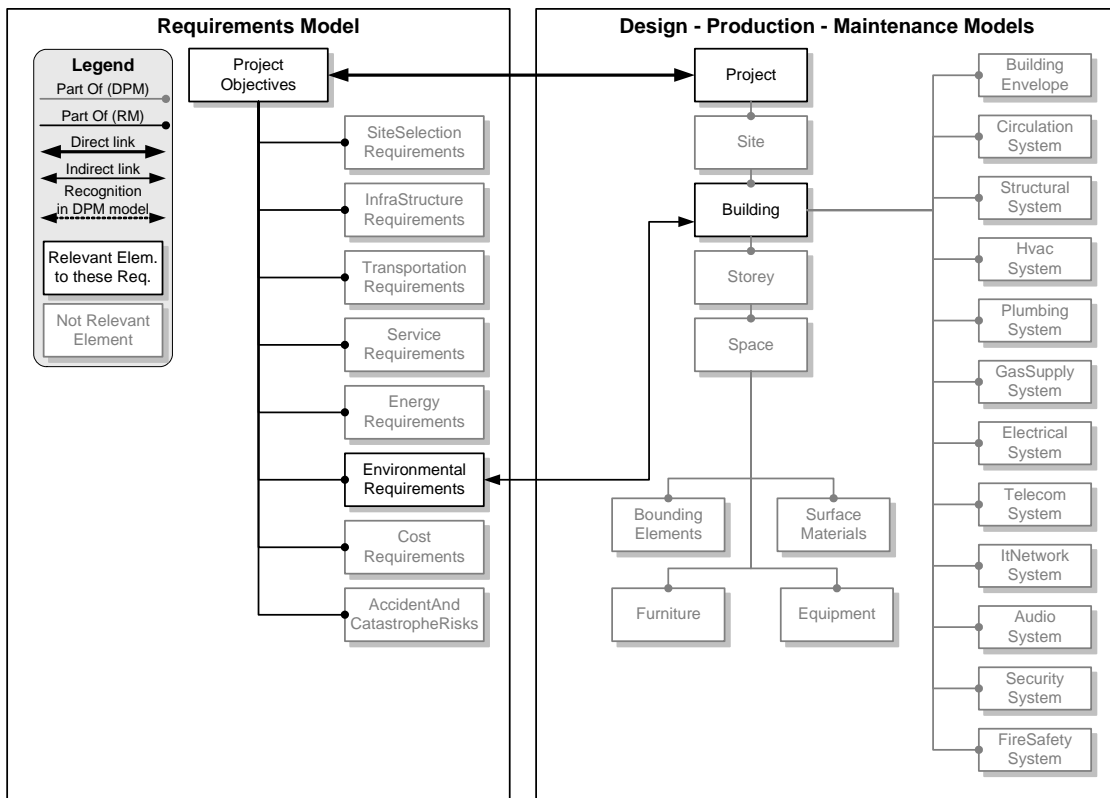 Requirements Model
Legend
Part Of (DPM)
Part Of (RM)
Direct link
Indirect link
Recognition
in DPM model
Relevant Elem.
to these Req.
Not Relevant
Element
Project
Objectives
SiteSelection
Requirements
InfraStructure
Requirements
Transportation
Requirements
Service
Requirements
Energy
Requirements
Environmental
Requirements
Cost
Requirements
AccidentAnd
CatastropheRisks
Design - Production - Maintenance Models
Project
Site
Building
Storey
Space
Bounding
Elements
Surface
Materials
Furniture
Equipment
Building
Envelope
Circulation
System
Structural
System
Hvac
System
Plumbing
System
GasSupply
System
Electrical
System
Telecom
System
ItNetwork
System
Audio
System
Security
System
FireSafety
System